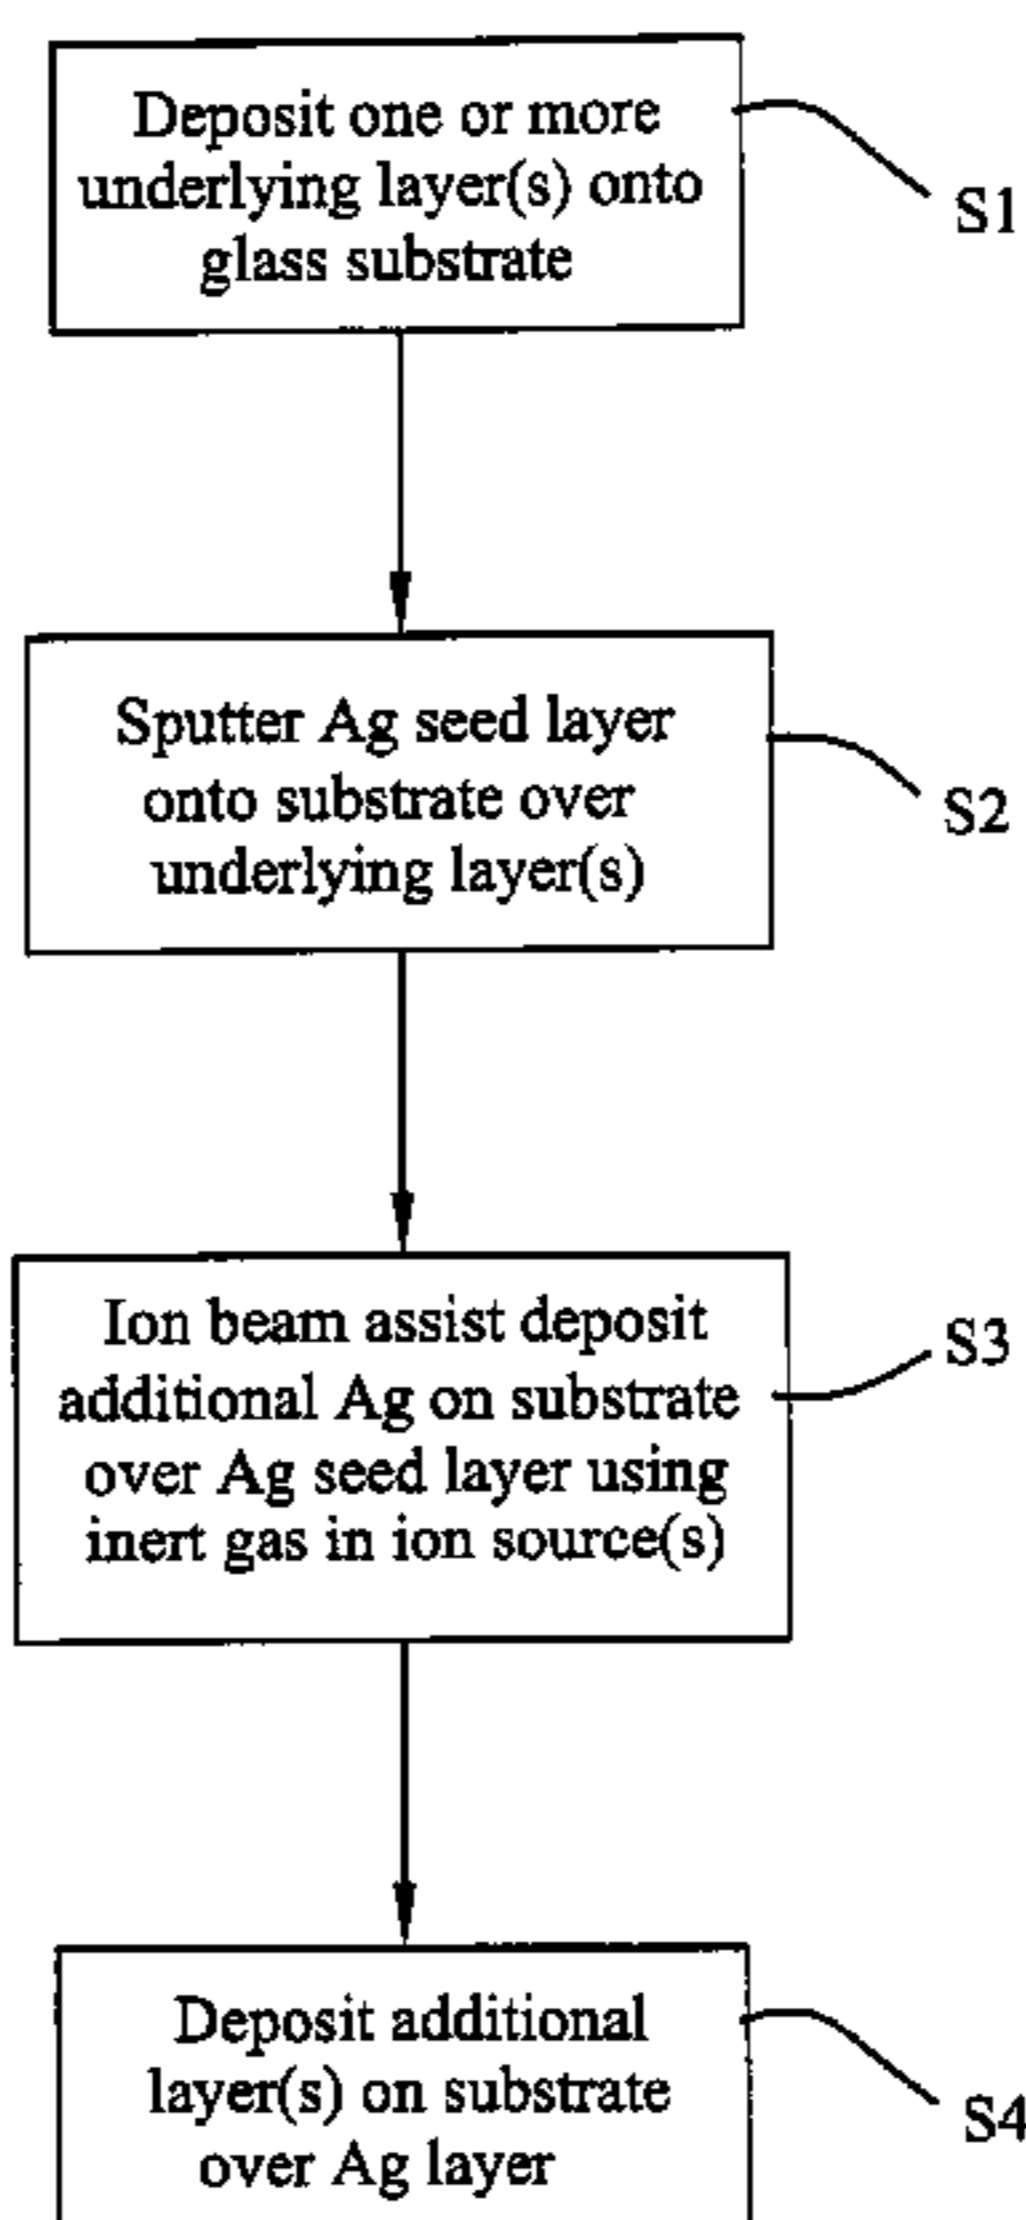 Deposit one or more
underlying layer(s) onto
glass substrate
S1
Sputter Ag seed layer
onto substrate over
underlying layer(s)
S2
Ion beam assist deposit
additional Ag on substrate
over Ag seed layer using
inert gas in ion source(s)
S3
Deposit additional
layer(s) on substrate
over Ag layer
S4